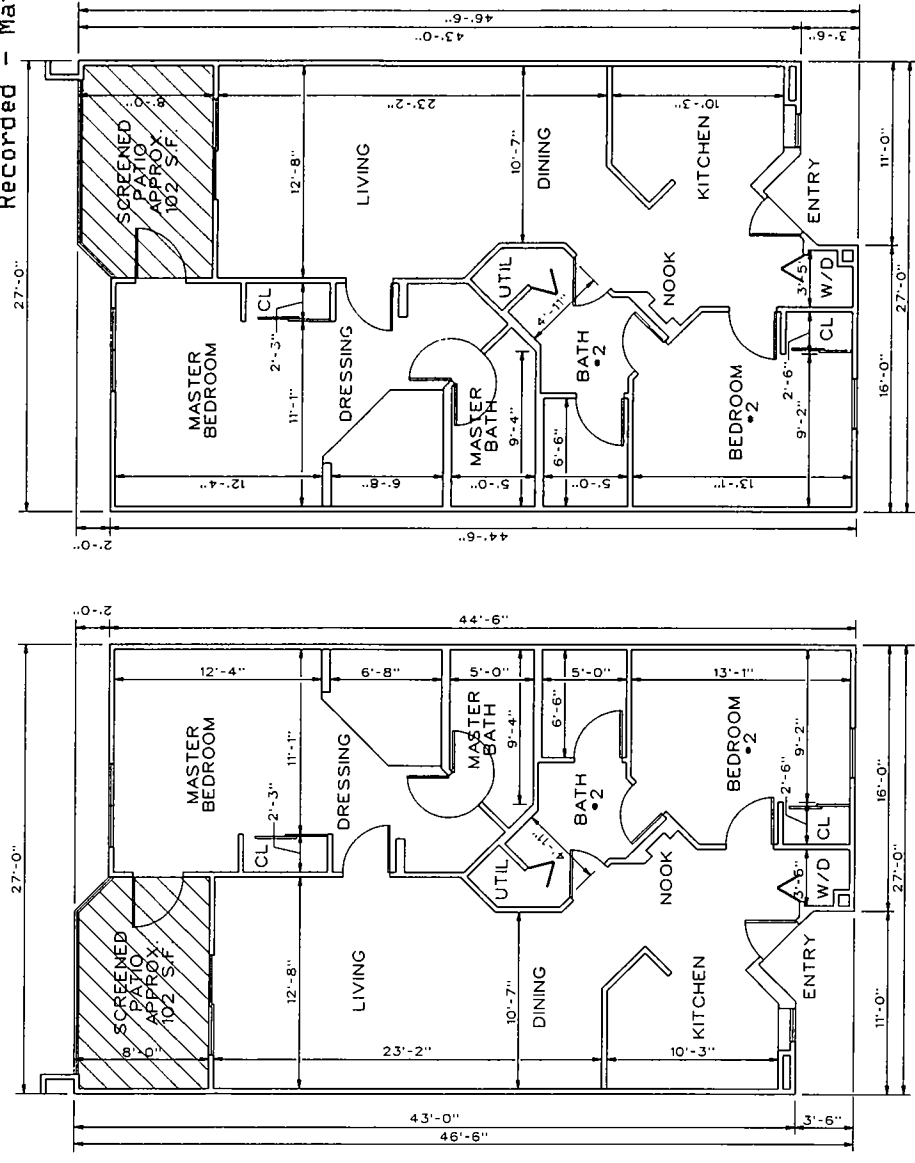 Recorded - Ma
46'-6"
43'-0"
3'-6"
27'-0"
SCREENED
PATIO
APPROX.
102 S.F.
8'-0"
23'-2"
10'-3"
12'-8"
LIVING
10'-7"
DINING
KITCHEN
ENTRY
11'-0"
MASTER
BEDROOM
CL
2'-3"
11'-1"
DRESSING
UTIL
4'-11"
NOOK
3'-5"
W/D
MASTER
BATH
9'-4"
BATH
#2
6'-6"
BEDROOM
#2
CL
2'-6"
9'-2"
12'-4"
6'-8"
5'-0"
5'-0"
13'-1"
16'-0"
27'-0"
2'-0"
44'-6"
2'-0"
44'-6"
27'-0"
12'-4"
6'-8"
5'-0"
5'-0"
13'-1"
MASTER
BEDROOM
11'-1"
2'-3"
CL
DRESSING
MASTER
BATH
9'-4"
6'-6"
BATH
#2
BEDROOM
#2
9'-2"
2'-6"
CL
16'-0"
UTIL
4'-11"
NOOK
3'-6"
W/D
SCREENED
PATIO
APPROX.
102 S.F.
12'-8"
LIVING
10'-7"
DINING
KITCHEN
ENTRY
8'-0"
23'-2"
10'-3"
11'-0"
27'-0"
43'-0"
3'-6"
46'-6"